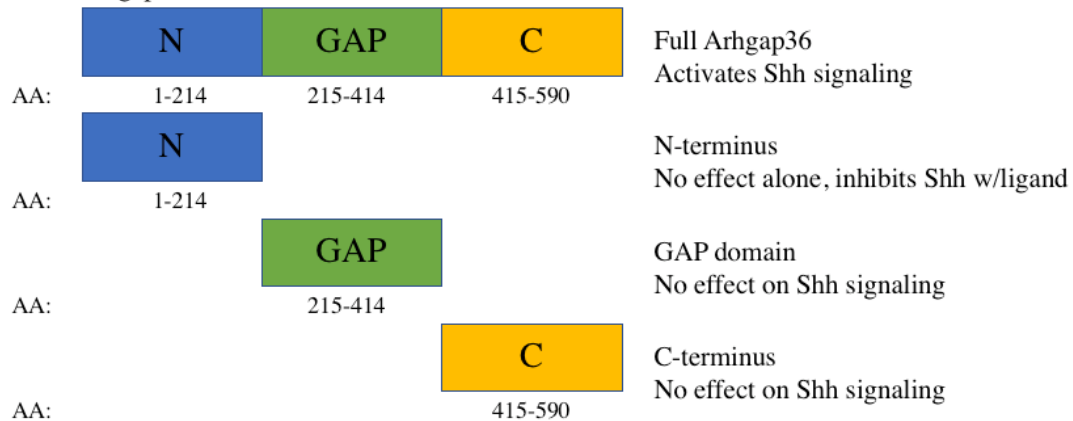 N GAP C Full Arhgap36
Activates Shh signaling
AA: 1-214 215-414 415-590
N N-terminus
No effect alone, inhibits Shh w/ligand
AA: 1-214
GAP GAP domain
No effect on Shh signaling
AA: 215-414
C C-terminus
No effect on Shh signaling
AA: 415-590